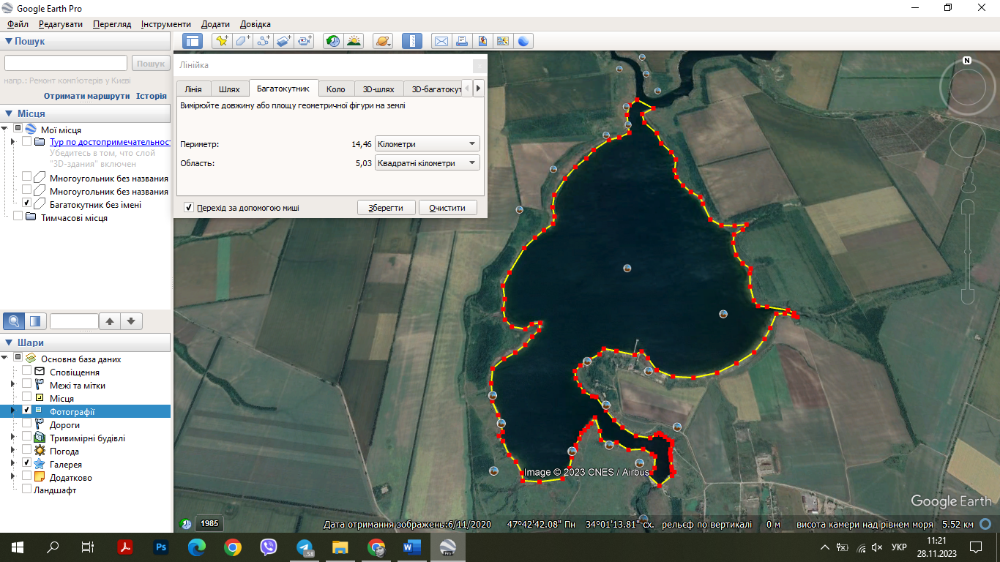 Google Earth Pro
Файл Редагувати Перегляд Інструменти Додати Довідка
Пошук
Пошук
напр.: Ремонт комп'ютерів у Києві
Отримати маршрути Історія
Місця
Мої місця
Тур по достопримечательност
Убедитесь в том, что слой
"3D-здания" включен
Многоугольник без названия
Многоугольник без названия
Багатокутник без імені
Тимчасові місця
Шари
Основна база даних
Сповіщення
Межі та мітки
Місця
Фотографії
Дороги
Тривимірні будівлі
Погода
Галерея
Додатково
Ландшафт
Лінійка
Лінія Шлях Багатокутник Коло 3D-шлях 3D-багатокут
Виміряйте довжину або площу геометричної фігури на землі
Периметр: 14,46 Кілометри
Область: 5,03 Квадратні кілометри
Перехід за допомогою миші Зберегти Очистити
N
Image © 2023 CNES / Airbus
Google Earth
1985 Дата отримання зображень:6/11/2020 47°42'42.08" Пн 34°01'13.81" сх. рельєф по вертикалі 0 м висота камери над рівнем моря 5.52 км
Ps 58 W Pro УКР 11:21
28.11.2023